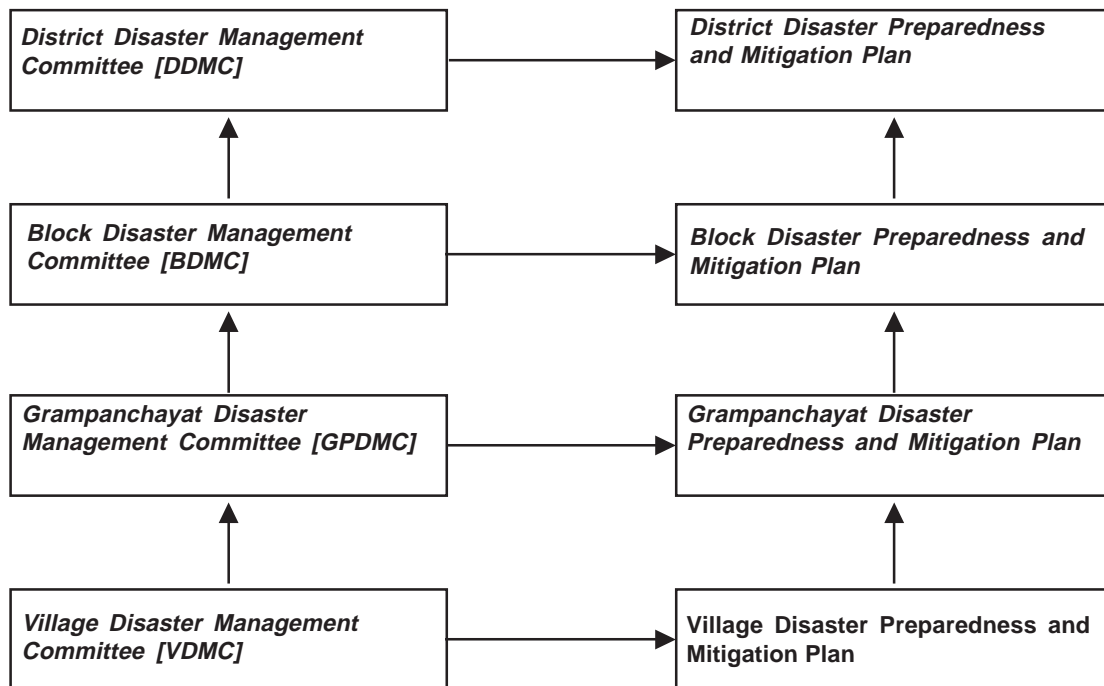 District Disaster Management
Committee [DDMC]
District Disaster Preparedness
and Mitigation Plan
Block Disaster Management
Committee [BDMC]
Block Disaster Preparedness and
Mitigation Plan
Grampanchayat Disaster
Management Committee [GPDMC]
Grampanchayat Disaster
Preparedness and Mitigation Plan
Village Disaster Management
Committee [VDMC]
Village Disaster Preparedness and
Mitigation Plan